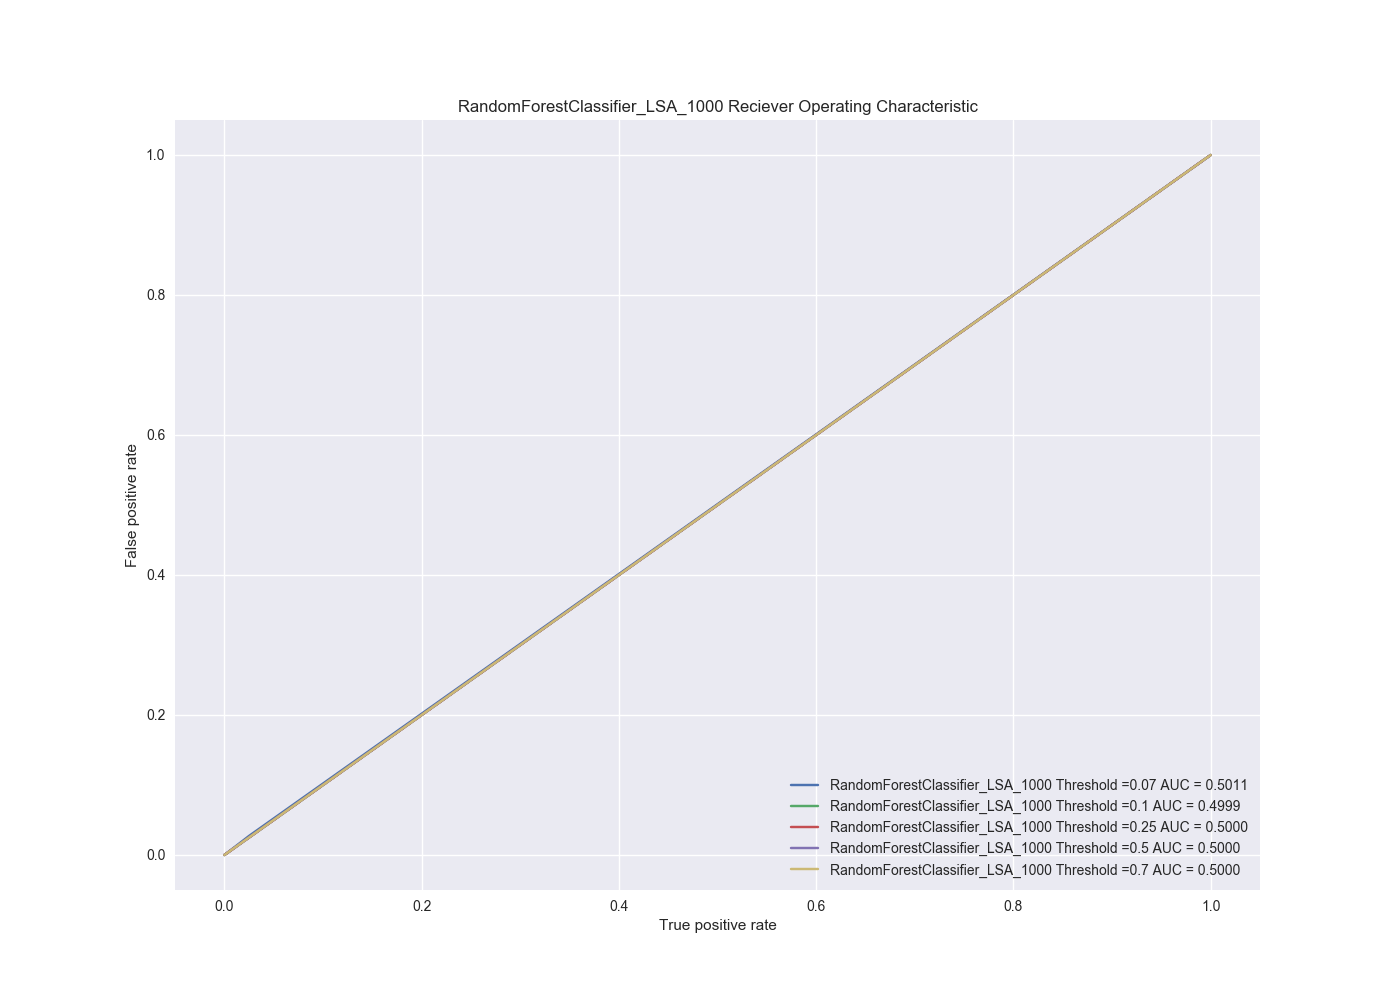 RandomForestClassifier_LSA_1000 Reciever Operating Characteristic
1.0
0.8
0.6
0.4
0.2
0.0
False positive rate
RandomForestClassifier_LSA_1000 Threshold =0.07 AUC = 0.5011
RandomForestClassifier_LSA_1000 Threshold =0.1 AUC = 0.4999
RandomForestClassifier_LSA_1000 Threshold =0.25 AUC = 0.5000
RandomForestClassifier_LSA_1000 Threshold =0.5 AUC = 0.5000
RandomForestClassifier_LSA_1000 Threshold =0.7 AUC = 0.5000
0.0 0.2 0.4 0.6 0.8 1.0
True positive rate